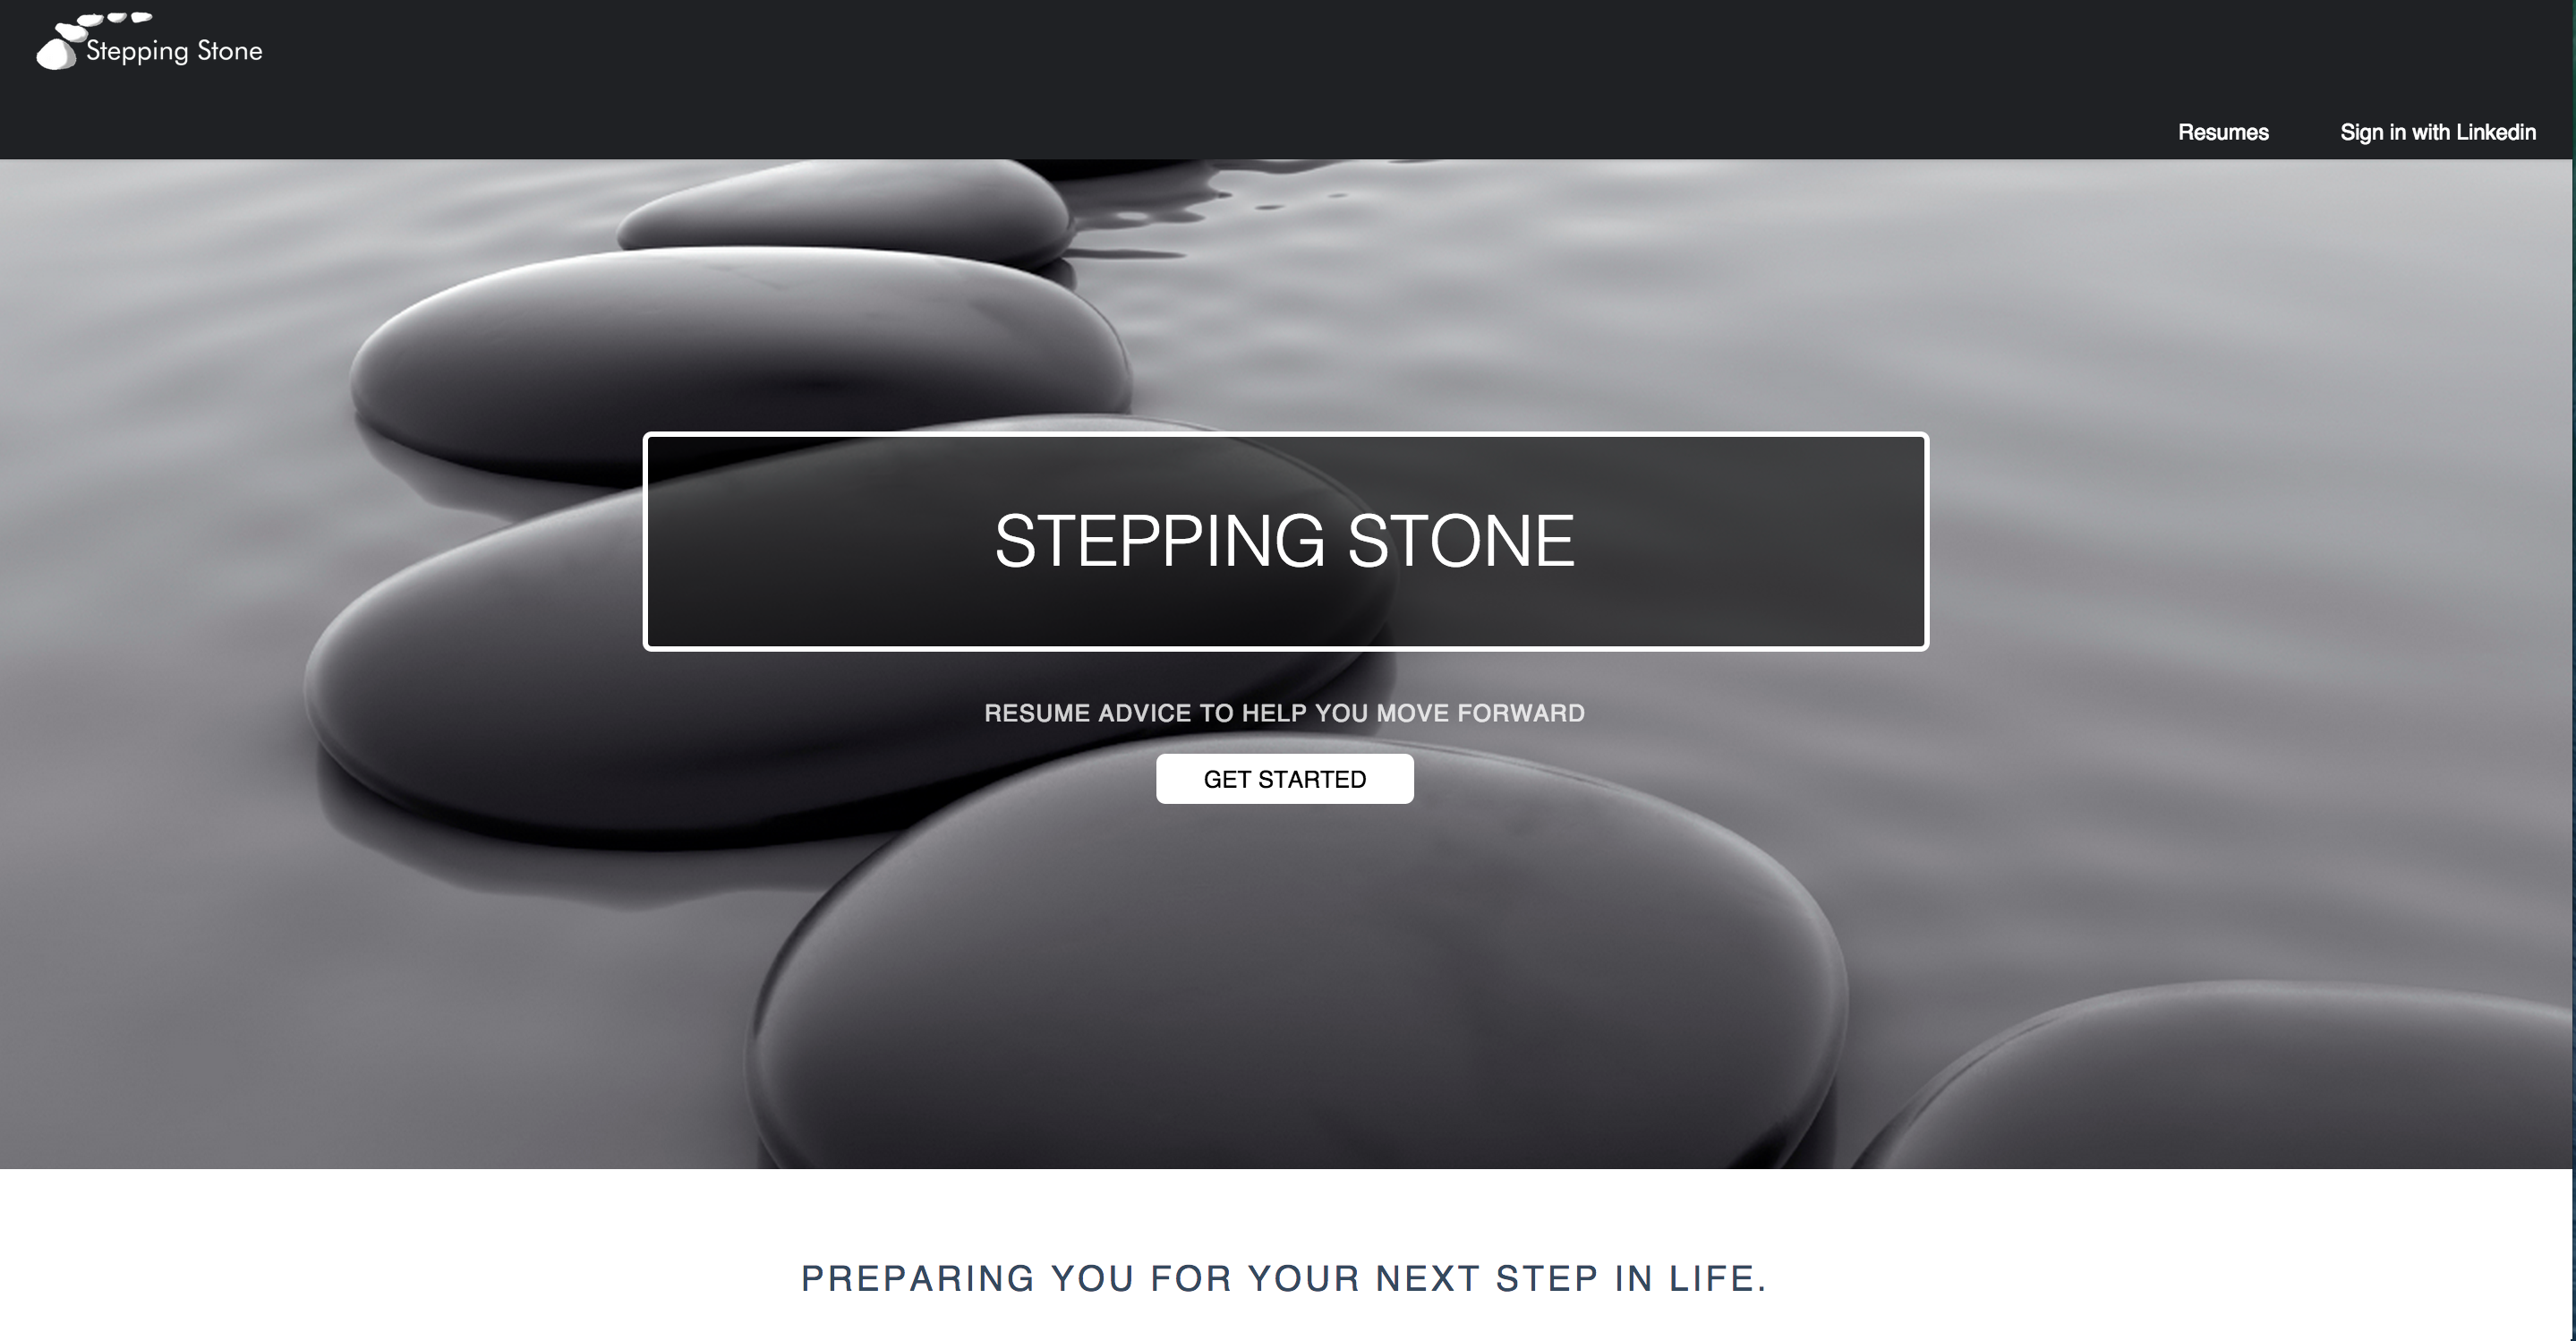 Stepping Stone
Resumes Sign in with Linkedin
STEPPING STONE
RESUME ADVICE TO HELP YOU MOVE FORWARD
GET STARTED
PREPARING YOU FOR YOUR NEXT STEP IN LIFE.